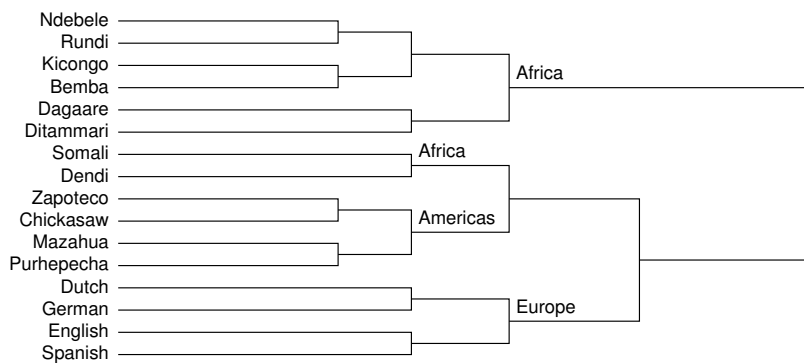 Ndebele
Rundi
Kicongo
Bemba
Africa
Dagaare
Ditammari
Somali
Africa
Dendi
Zapoteco
Chickasaw
Americas
Mazahua
Purhepecha
Dutch
German
Europe
English
Spanish